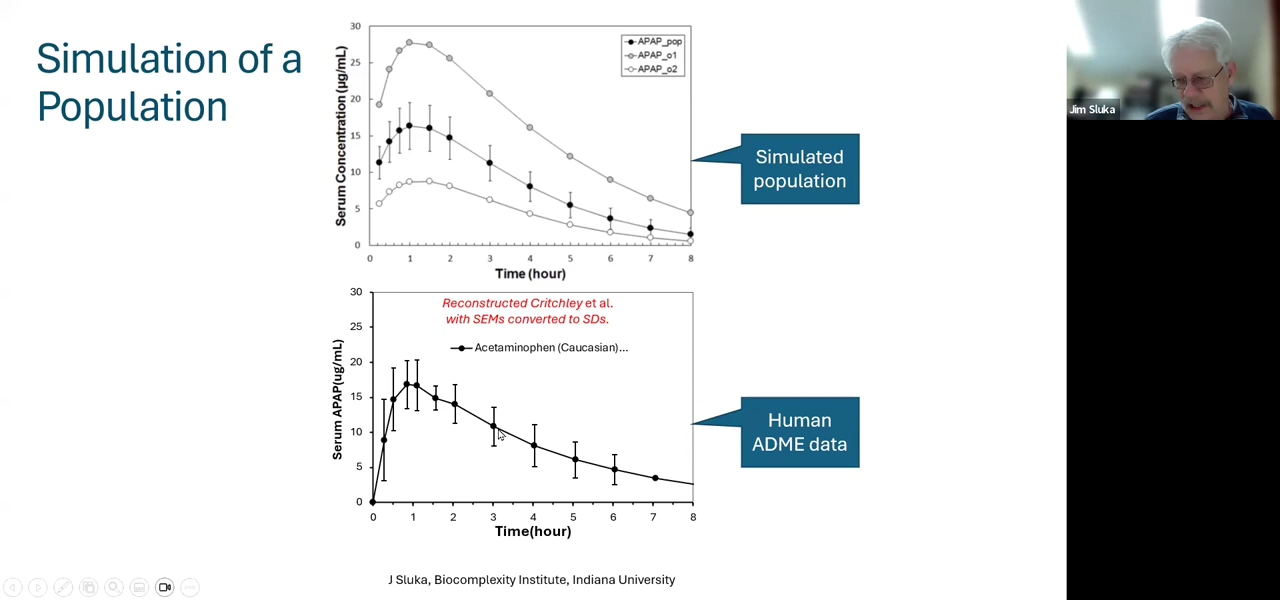 Simulation of a
Population
30
25
20
15
10
5
0
Serum Concentration (µg/mL)
APAP_pop
APAP_o1
APAP_o2
0 1 2 3 4 5 6 7 8
Time (hour)
Simulated
population
Jim Sluka
30
25
20
15
10
5
0
Serum APAP(ug/mL)
Reconstructed Critchley et al.
with SEMs converted to SDs.
Acetaminophen (Caucasian)...
0 1 2 3 4 5 6 7 8
Time(hour)
Human
ADME data
J Sluka, Biocomplexity Institute, Indiana University